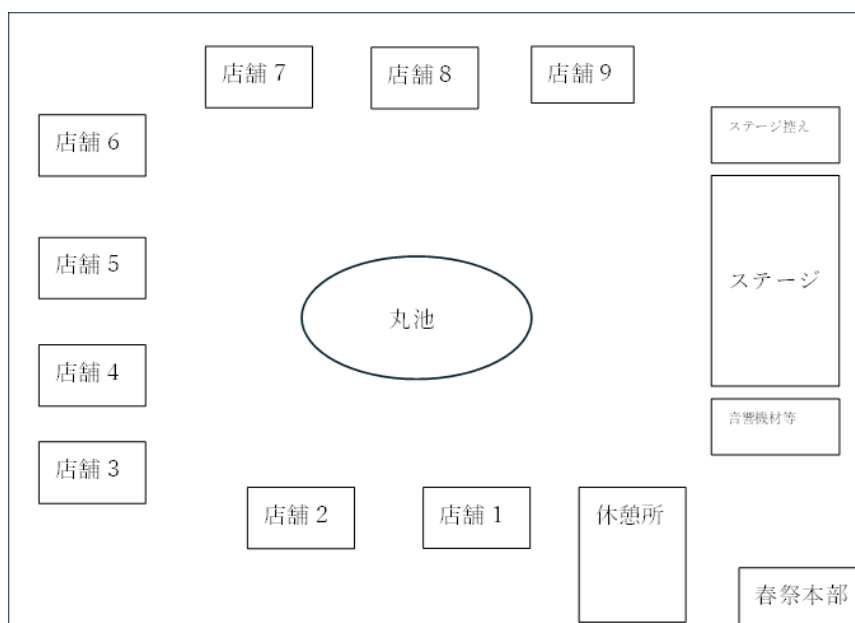 店舗７
店舗８
店舗９
店舗６
ステージ控え
店舗５
ステージ
丸池
店舗４
音響機材等
店舗３
店舗２
店舗１
休憩所
春祭本部